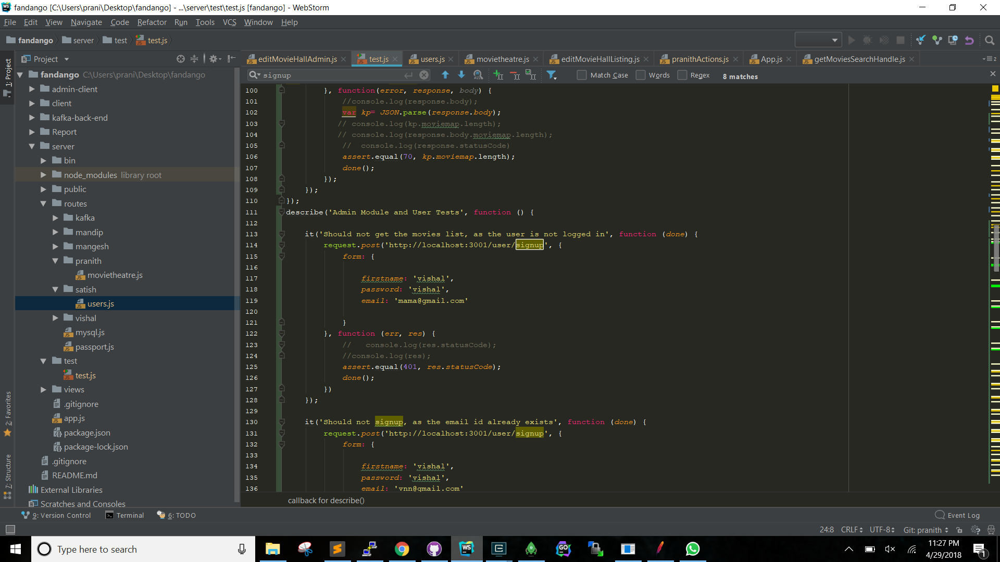 fandango [C:\Users\prani\Desktop\fandango] - ...\server\test\test.js [fandango] - WebStorm
File Edit View Navigate Code Refactor Run Tools VCS Window Help
fandango server test test.js
Project
editMovieHallAdmin.js test.js users.js movietheatre.js editMovieHallListing.js pranithActions.js App.js getMoviesSearchHandle.js
signup Match Case Words Regex 8 matches
1: Project
2: Favorites
7: Structure
fandango C:\Users\prani\Desktop\fandango
admin-client
client
kafka-back-end
Report
server
bin
node_modules library root
public
routes
kafka
mandip
mangesh
pranith
movietheatre.js
satish
users.js
vishal
mysql.js
passport.js
test
test.js
views
.gitignore
app.js
package.json
package-lock.json
.gitignore
README.md
External Libraries
Scratches and Consoles
100 }, function(error, response, body) {
101 //console.log(response.body);
102 var kp= JSON.parse(response.body);
103 // console.log(kp.moviemap.length);
104 // console.log(response.body.moviemap.length);
105 // console.log(response.statusCode)
106 assert.equal(70, kp.moviemap.length);
107 done();
108 });
109 });
110 });
111 describe('Admin Module and User Tests', function () {
112
113 it('Should not get the movies list, as the user is not logged in', function (done) {
114 request.post('http://localhost:3001/user/signup', {
115 form: {
116
117 firstname: 'vishal',
118 password: 'vishal',
119 email: 'mama@gmail.com'
120
121 }
122 }, function (err, res) {
123 // console.log(res.statusCode);
124 //console.log(res);
125 assert.equal(401, res.statusCode);
126 done();
127 })
128 });
129
130 it('Should not signup, as the email id already exists', function (done) {
131 request.post('http://localhost:3001/user/signup', {
132 form: {
133
134 firstname: 'vishal',
135 password: 'vishal',
136 email: 'vnn@gmail.com'
callback for describe()
9: Version Control Terminal 6: TODO Event Log
24:8 CRLF UTF-8 Git: pranith
Type here to search
11:27 PM
4/29/2018
1